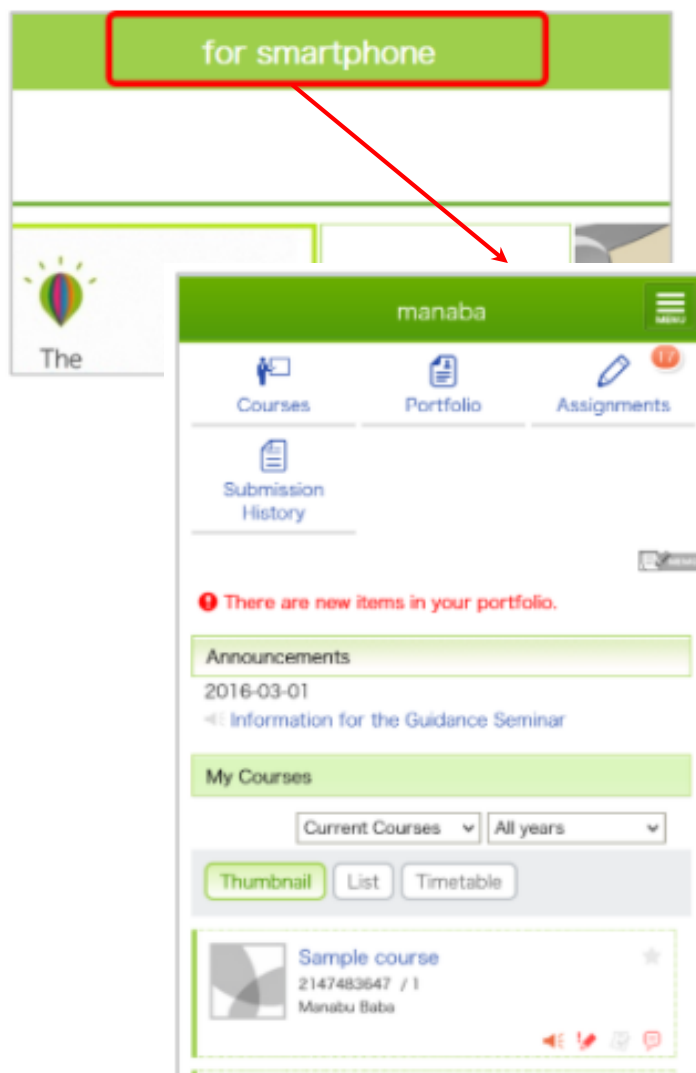 for smartphone
The
manaba
MENU
Courses
Portfolio
Assignments
17
Submission
History
MEMO
There are new items in your portfolio.
Announcements
2016-03-01
Information for the Guidance Seminar
My Courses
Current Courses
All years
Thumbnail
List
Timetable
Sample course
2147483647 / 1
Manabu Baba